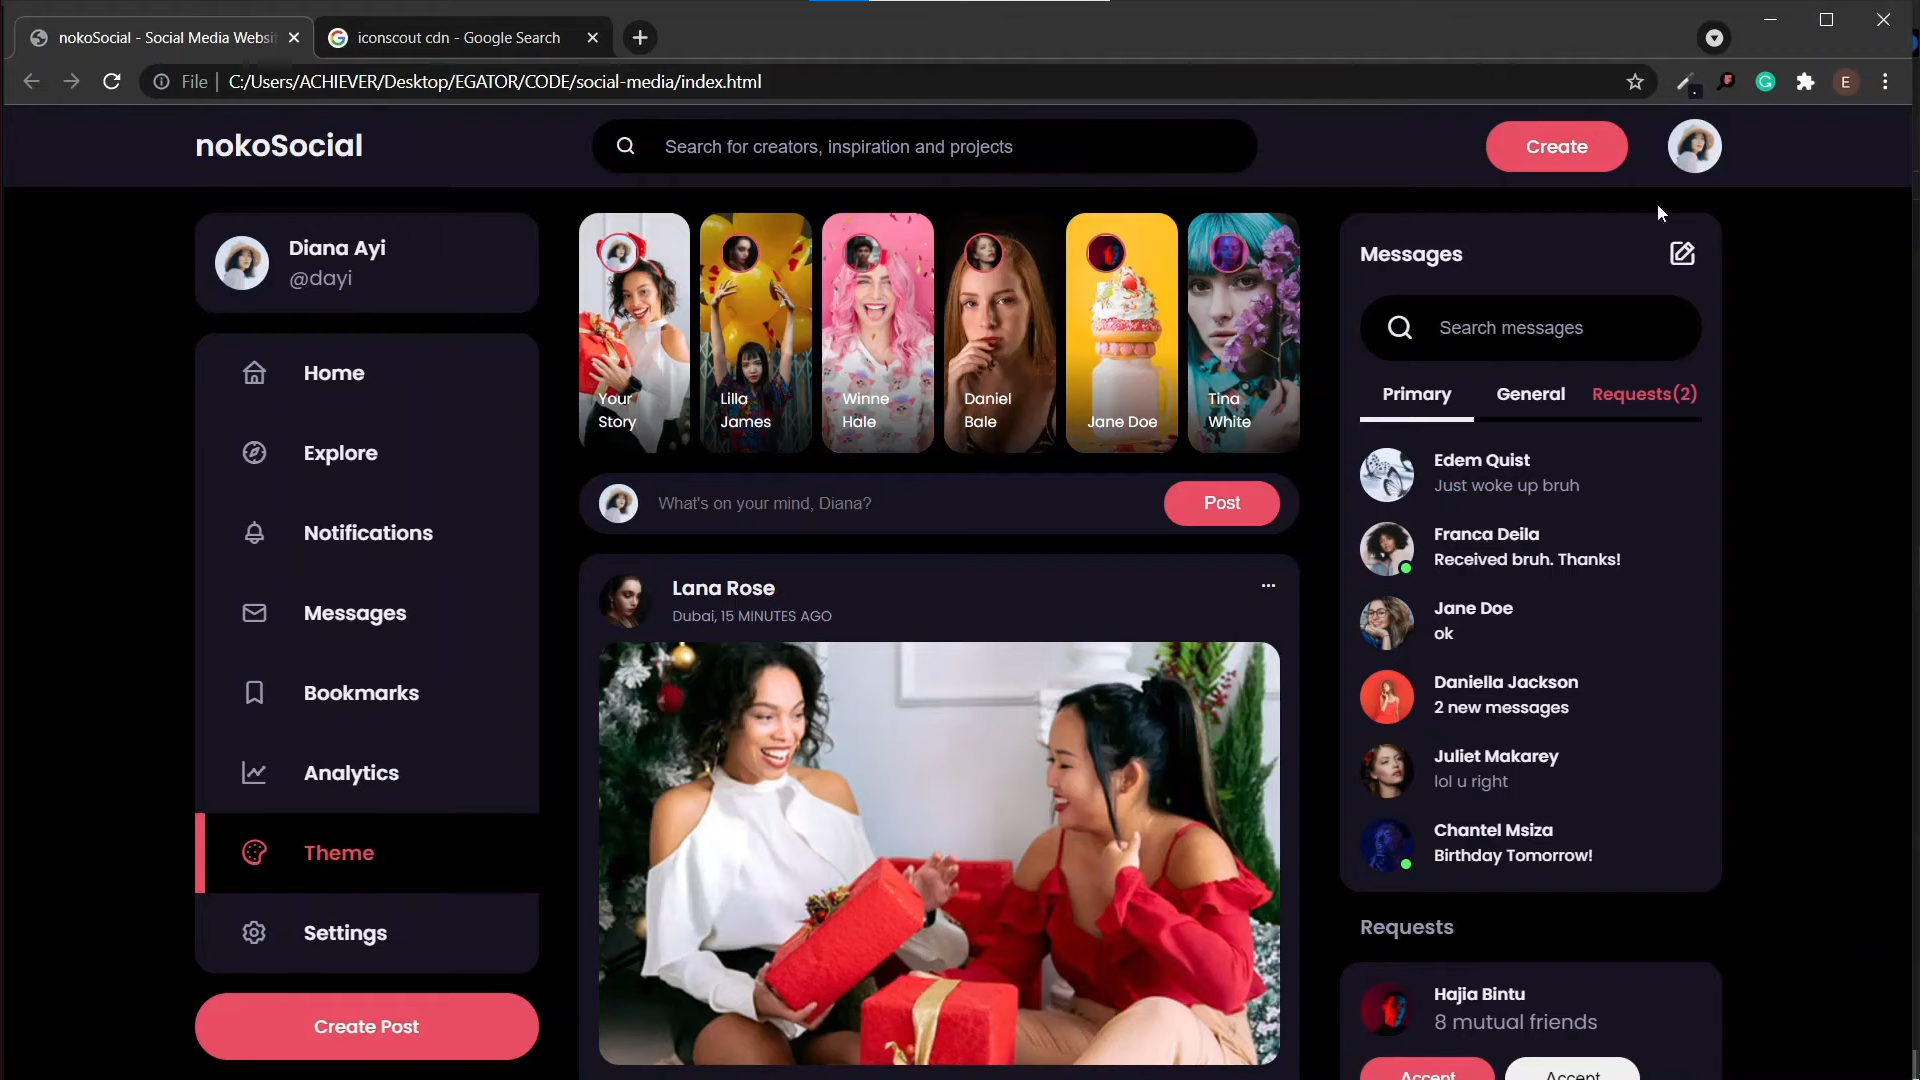 nokoSocial - Social Media Websit
iconscout cdn - Google Search
File
C:/Users/ACHIEVER/Desktop/EGATOR/CODE/social-media/index.html
E
nokoSocial
Search for creators, inspiration and projects
Create
Diana Ayi
@dayi
Home
Explore
Notifications
Messages
Bookmarks
Analytics
Theme
Settings
Create Post
Your
Story
Lilla
James
Winne
Hale
Daniel
Bale
Jane Doe
Tina
White
What's on your mind, Diana?
Post
Lana Rose
Dubai, 15 MINUTES AGO
Messages
Search messages
Primary
General
Requests(2)
Edem Quist
Just woke up bruh
Franca Deila
Received bruh. Thanks!
Jane Doe
ok
Daniella Jackson
2 new messages
Juliet Makarey
lol u right
Chantel Msiza
Birthday Tomorrow!
Requests
Hajia Bintu
8 mutual friends
Accept
Accept